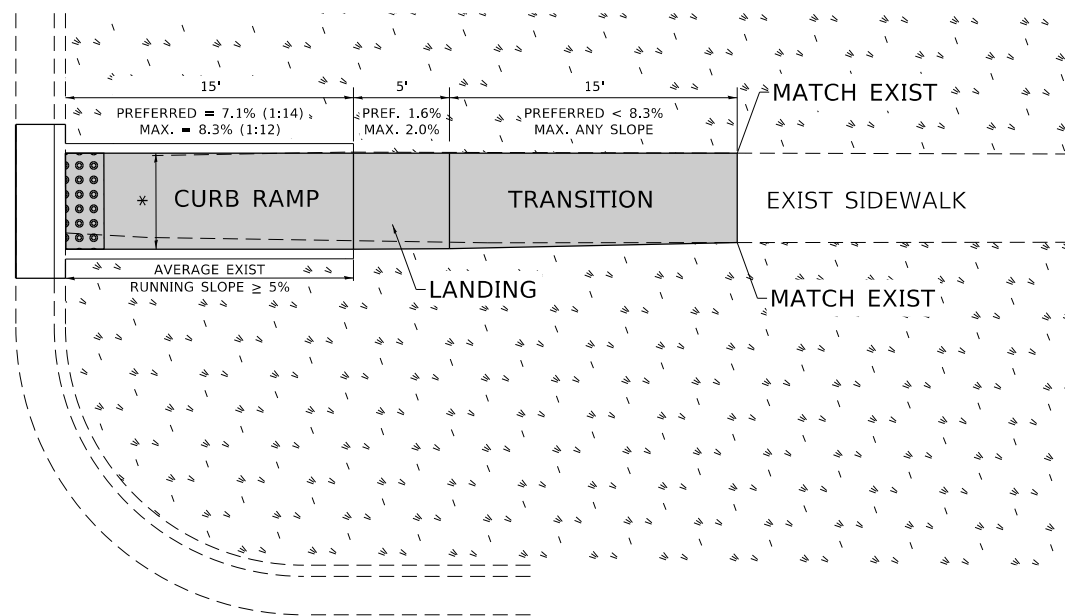 15'
5'
15'
PREFERRED = 7.1% (1:14)
MAX. = 8.3% (1:12)
PREF. 1.6%
MAX. 2.0%
PREFERRED < 8.3%
MAX. ANY SLOPE
MATCH EXIST
*
CURB RAMP
TRANSITION
EXIST SIDEWALK
AVERAGE EXIST
RUNNING SLOPE ≥ 5%
LANDING
MATCH EXIST